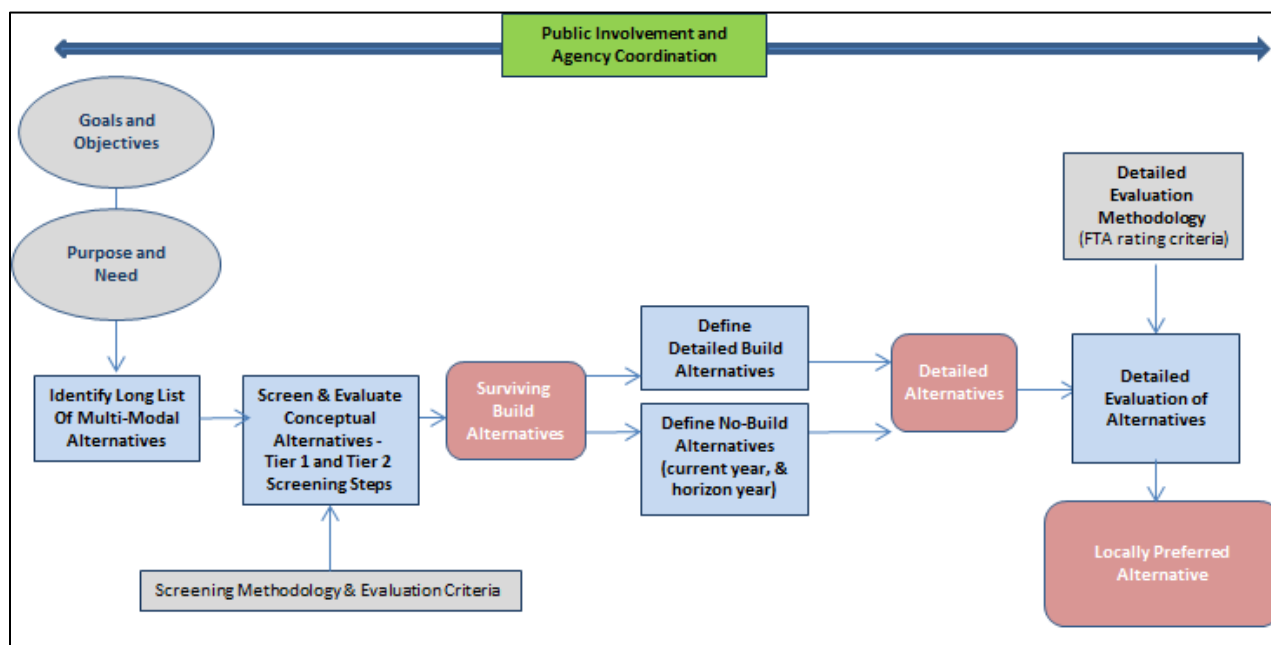 Public Involvement and
Agency Coordination
Goals and
Objectives
Purpose and
Need
Detailed
Evaluation
Methodology
(FTA rating criteria)
Identify Long List
Of Multi-Modal
Alternatives
Screen & Evaluate
Conceptual
Alternatives -
Tier 1 and Tier 2
Screening Steps
Surviving
Build
Alternatives
Define
Detailed Build
Alternatives
Define No-Build
Alternatives
(current year, &
horizon year)
Detailed
Alternatives
Detailed
Evaluation of
Alternatives
Screening Methodology & Evaluation Criteria
Locally Preferred
Alternative